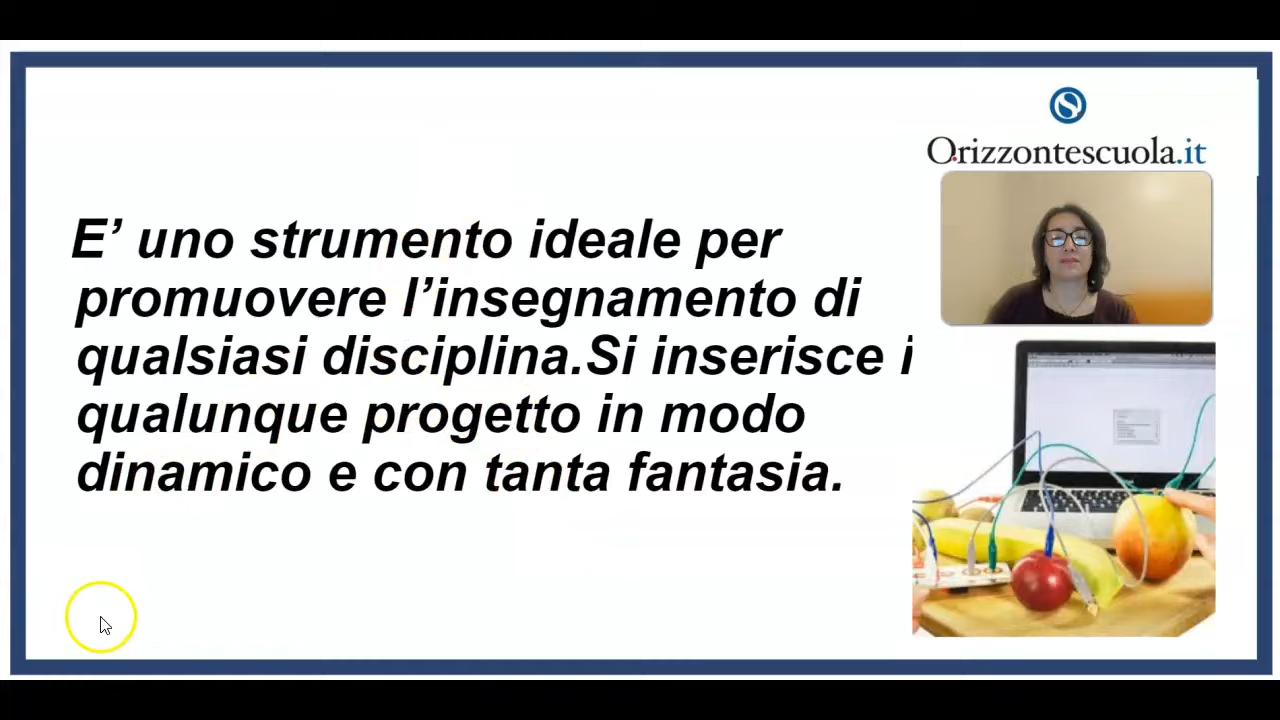 Orizzontescuola.it
E’ uno strumento ideale per
promuovere l’insegnamento di
qualsiasi disciplina.Si inserisce i
qualunque progetto in modo
dinamico e con tanta fantasia.